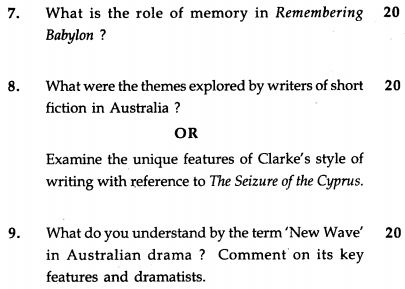 7. What is the role of memory in Remembering 20
Babylon ?
8. What were the themes explored by writers of short 20
fiction in Australia ?
OR
Examine the unique features of Clarke's style of
writing with reference to The Seizure of the Cyprus.
9. What do you understand by the term 'New Wave' 20
in Australian drama ? Comment on its key
features and dramatists.